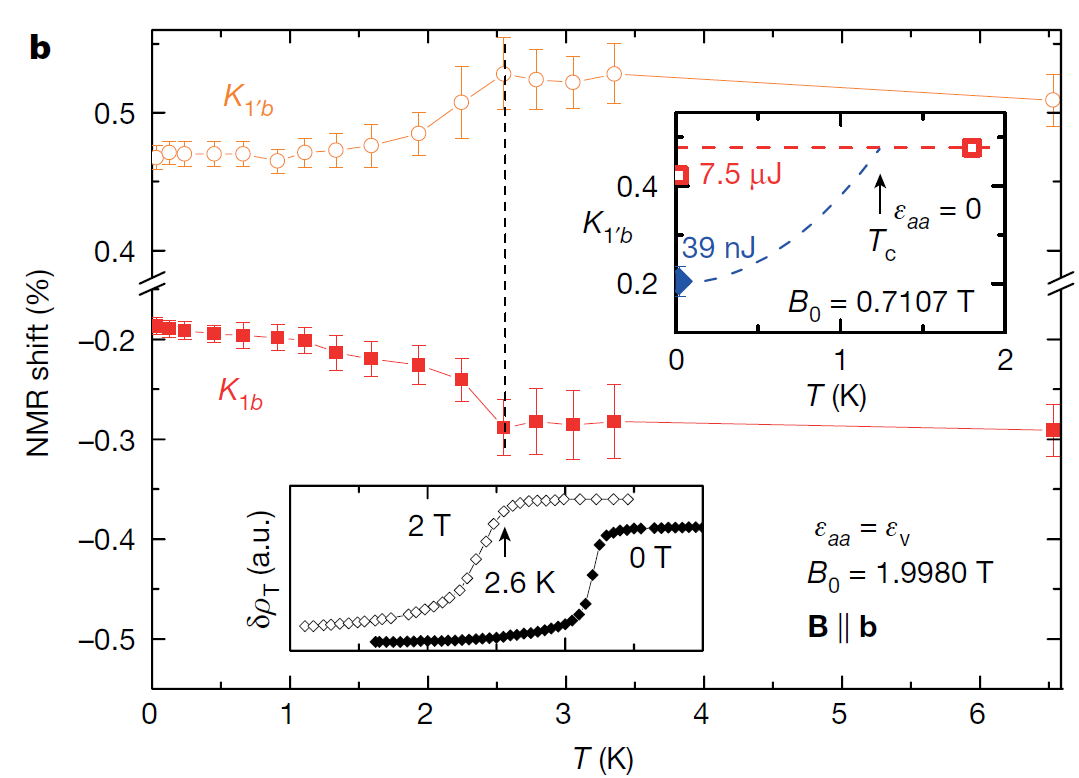 b
K1′b
0.5
0.4
NMR shift (%)
−0.2
−0.3
−0.4
−0.5
K1b
7.5 μJ
0.4
K1′b
39 nJ
0.2
εaa = 0
Tc
B0 = 0.7107 T
0 1 2
T (K)
δρT (a.u.)
2 T
0 T
2.6 K
εaa = εv
B0 = 1.9980 T
B || b
0 1 2 3 4 5 6
T (K)